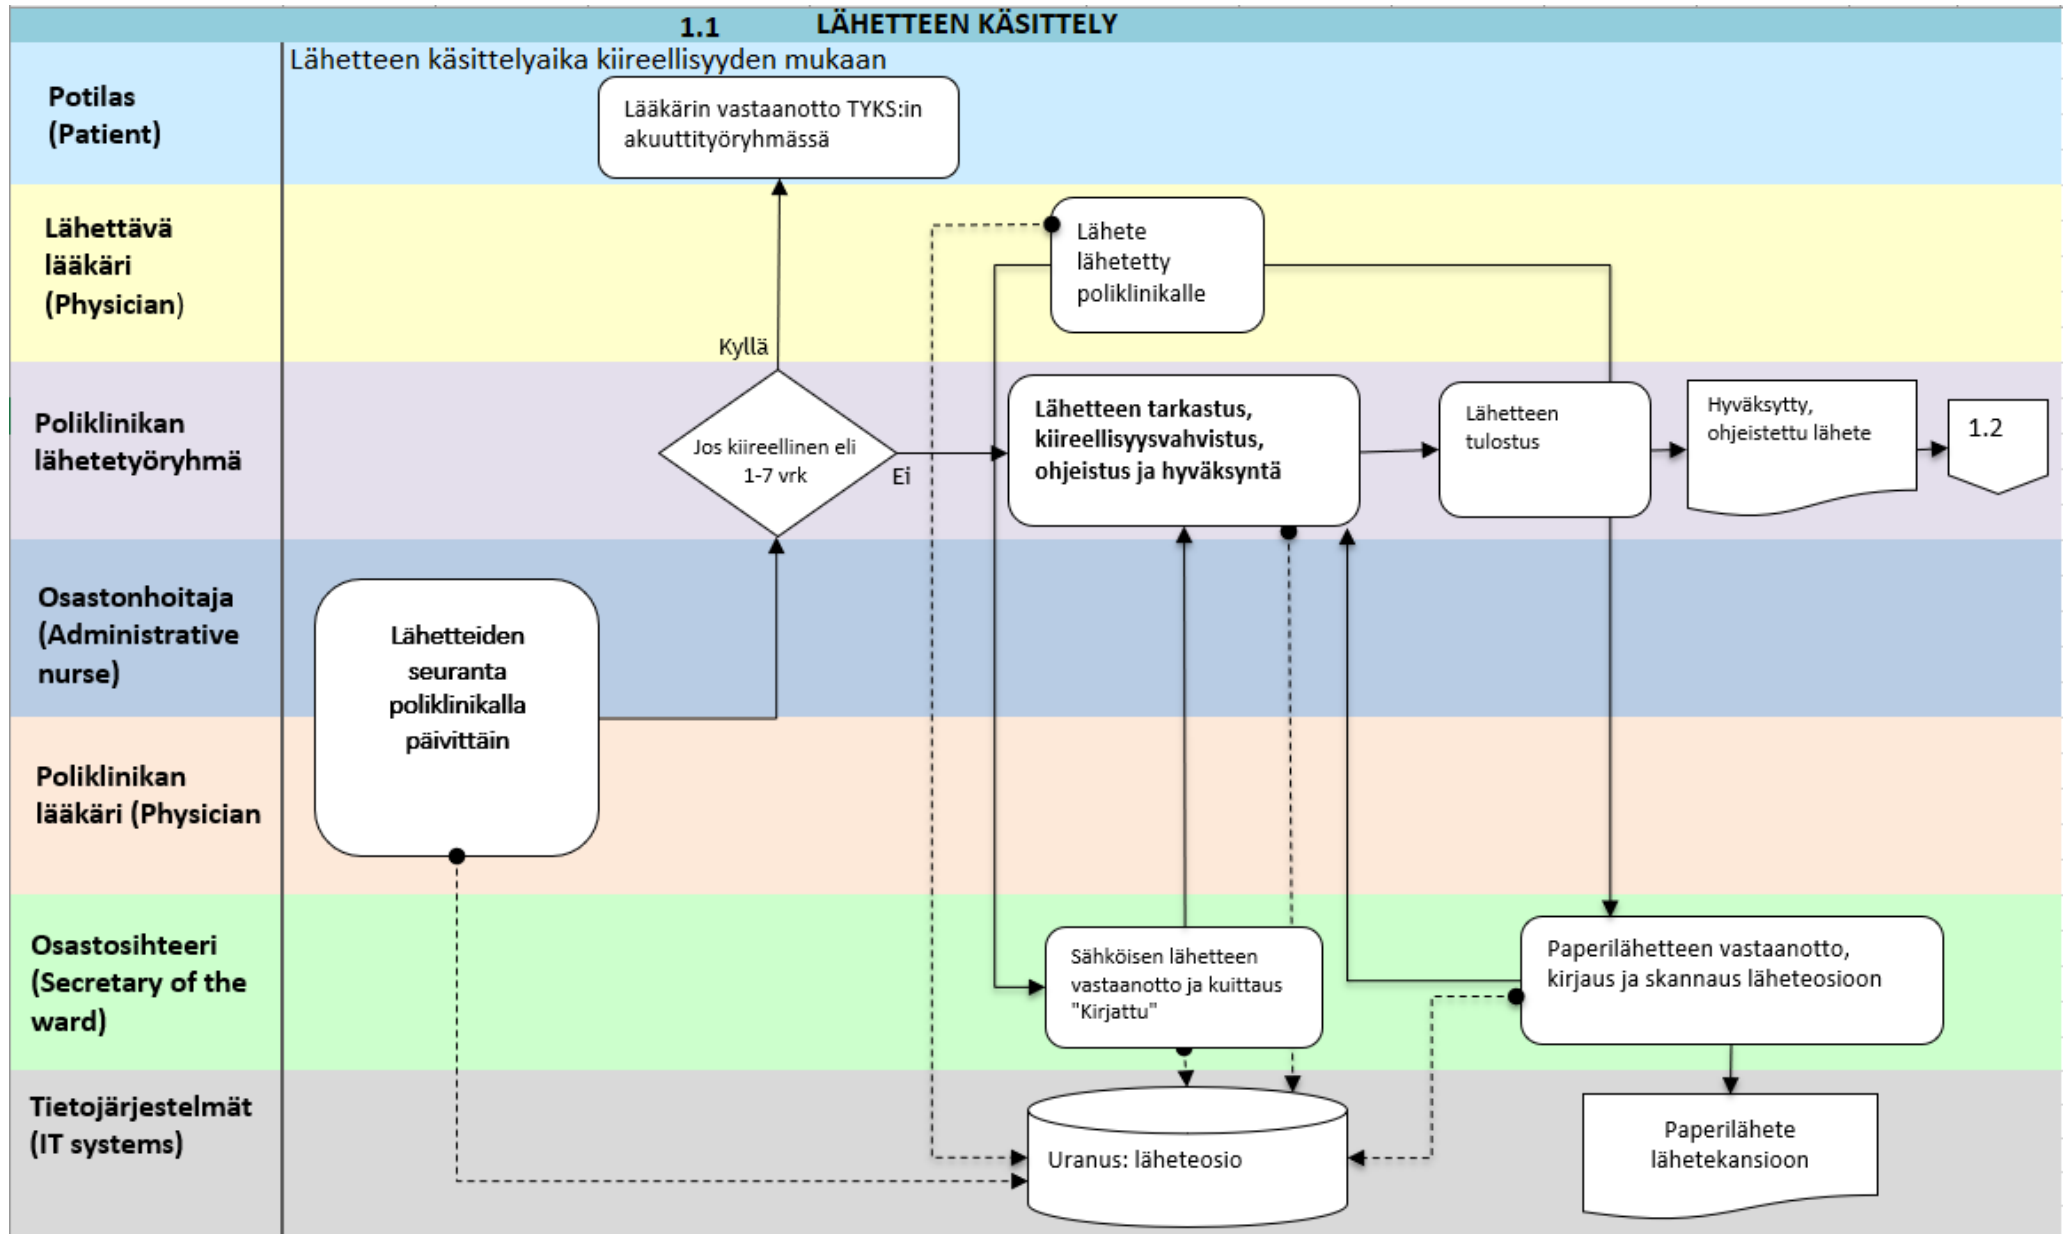 1.1 LÄHETTEEN KÄSITTELY
Lähetteen käsittelyaika kiireellisyyden mukaan
Potilas
(Patient)
Lääkärin vastaanotto TYKS:in
akuuttityöryhmässä
Lähettävä
lääkäri
(Physician)
Lähete
lähetetty
poliklinikalle
Kyllä
Poliklinikan
lähetetyöryhmä
Jos kiireellinen eli
1-7 vrk
Ei
Lähetteen tarkastus,
kiireellisyysvahvistus,
ohjeistus ja hyväksyntä
Lähetteen
tulostus
Hyväksytty,
ohjeistettu lähete
1.2
Osastonhoitaja
(Administrative
nurse)
Lähetteiden
seuranta
poliklinikalla
päivittäin
Poliklinikan
lääkäri (Physician
Osastosihteeri
(Secretary of the
ward)
Sähköisen lähetteen
vastaanotto ja kuittaus
"Kirjattu"
Paperilähetteen vastaanotto,
kirjaus ja skannaus läheteosioon
Tietojärjestelmät
(IT systems)
Uranus: läheteosio
Paperilähete
lähetekansioon